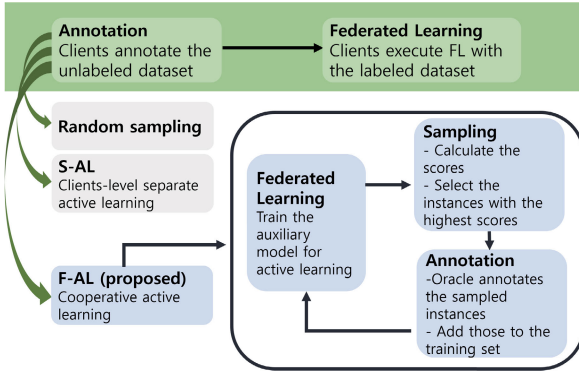 Annotation
Clients annotate the
unlabeled dataset
Federated Learning
Clients execute FL with
the labeled dataset
Random sampling
S-AL
Clients-level separate
active learning
F-AL (proposed)
Cooperative active
learning
Federated
Learning
Train the
auxiliary
model for
active learning
Sampling
- Calculate the
scores
- Select the
instances with the
highest scores
Annotation
-Oracle annotates
the sampled
instances
- Add those to the
training set